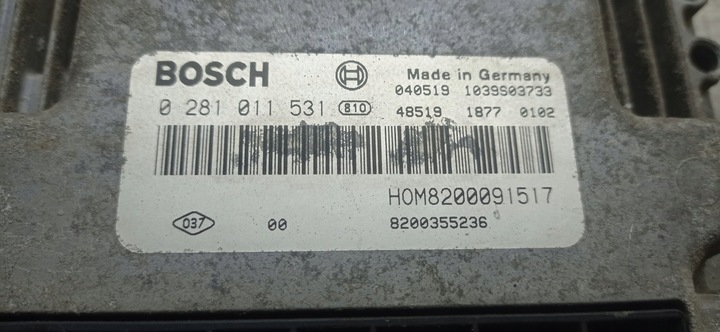 BOSCH
Made in Germany
040519 1039S03733
0 281 011 531 810 48519 1877 0102
HOM8200091517
037 00 8200355236